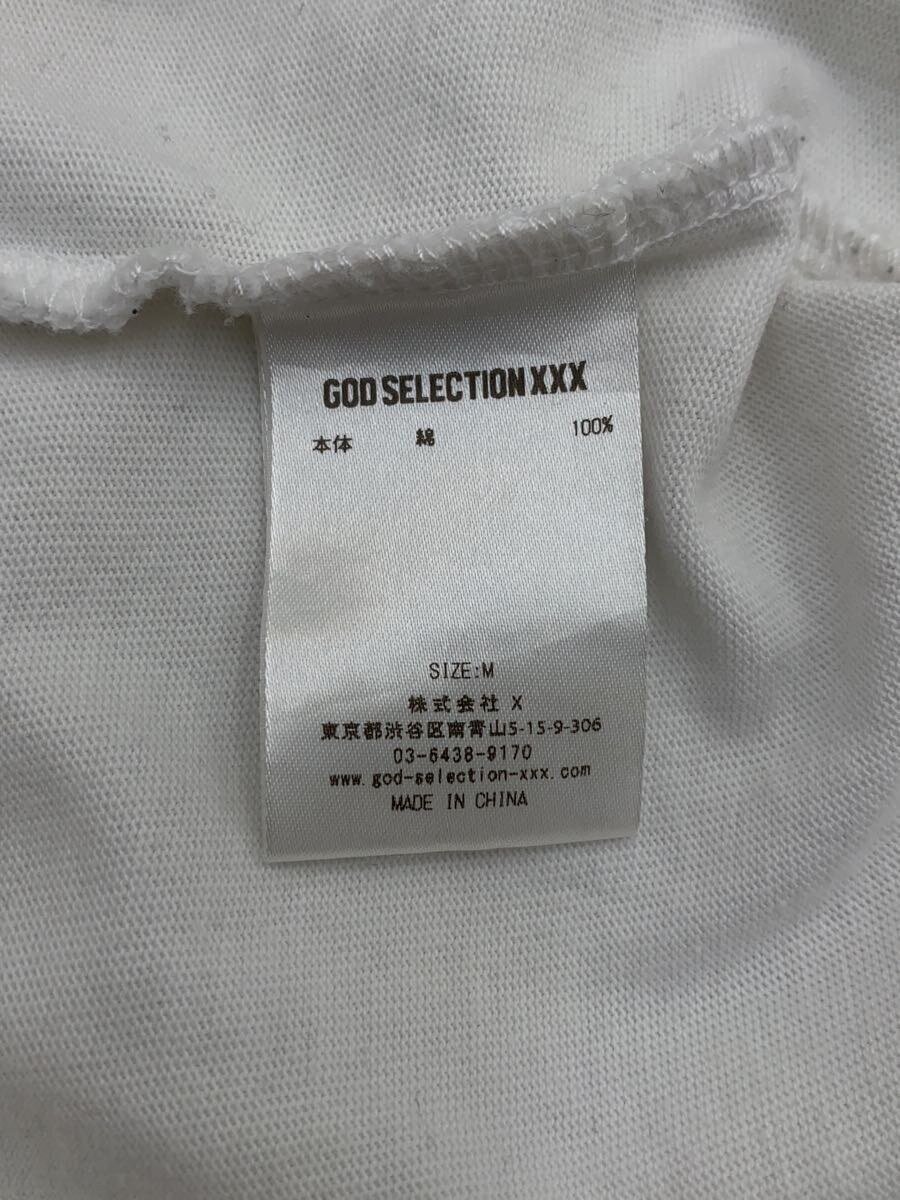 GOD SELECTION XXX
本体 綿 100%
SIZE:M
株式会社 X
東京都渋谷区南青山5-15-9-306
03-6438-9170
www.god-selection-xxx.com
MADE IN CHINA